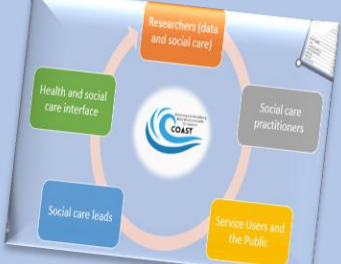 Researchers (data
and social care)
Social care
practitioners
Service Users and
the Public
Social care leads
Health and social
care interface
COAST